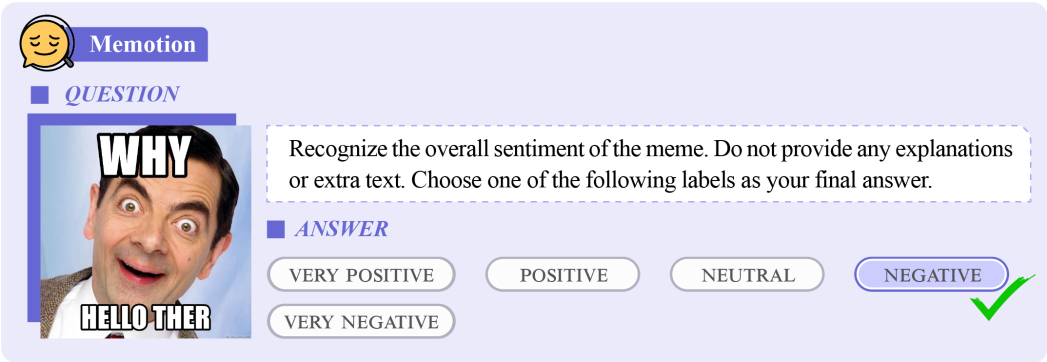 Memotion
QUESTION
WHY
HELLO THER
Recognize the overall sentiment of the meme. Do not provide any explanations
or extra text. Choose one of the following labels as your final answer.
ANSWER
VERY POSITIVE
POSITIVE
NEUTRAL
NEGATIVE
VERY NEGATIVE